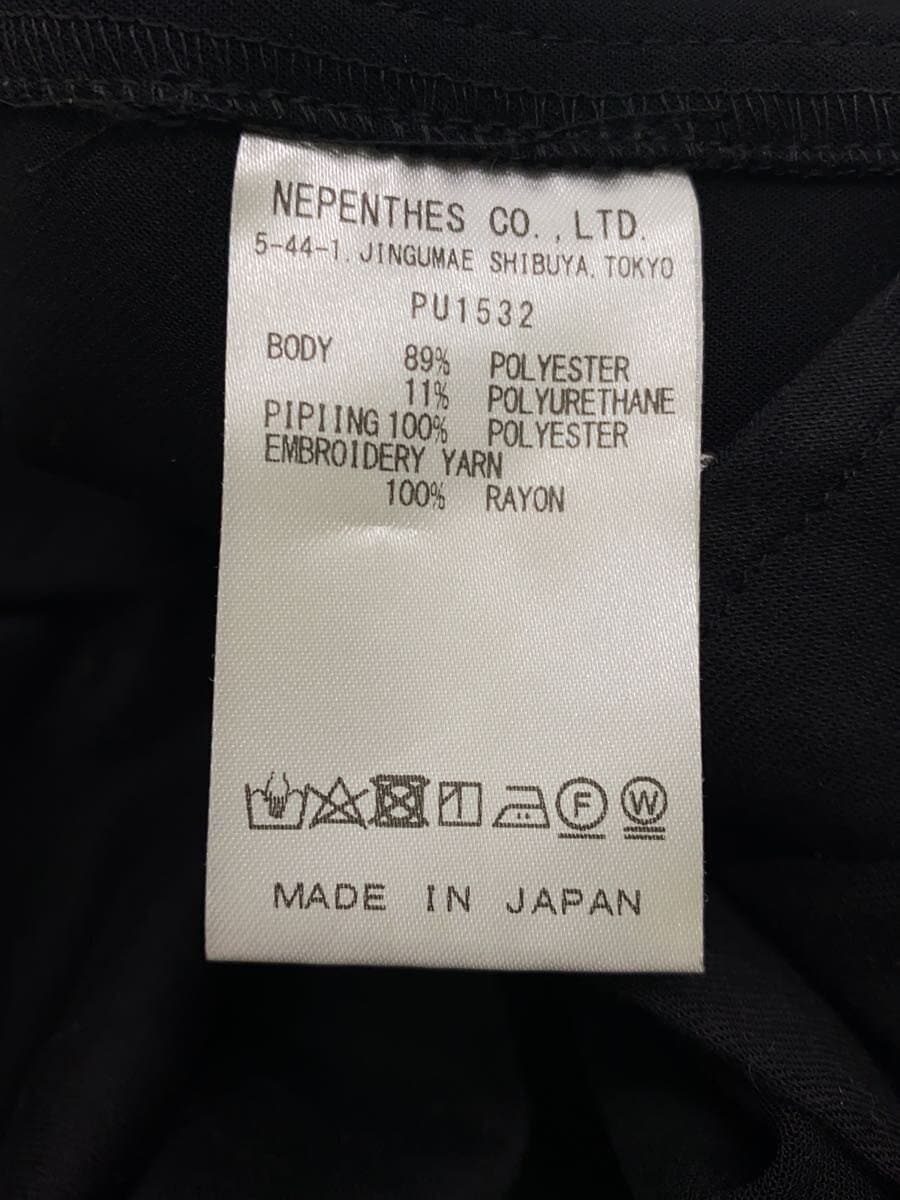 NEPENTHES CO., LTD.
5-44-1. JINGUMAE SHIBUYA. TOKYO
PU1532
BODY 89% POLYESTER
11% POLYURETHANE
PIPIING 100% POLYESTER
EMBROIDERY YARN
100% RAYON
F W
MADE IN JAPAN